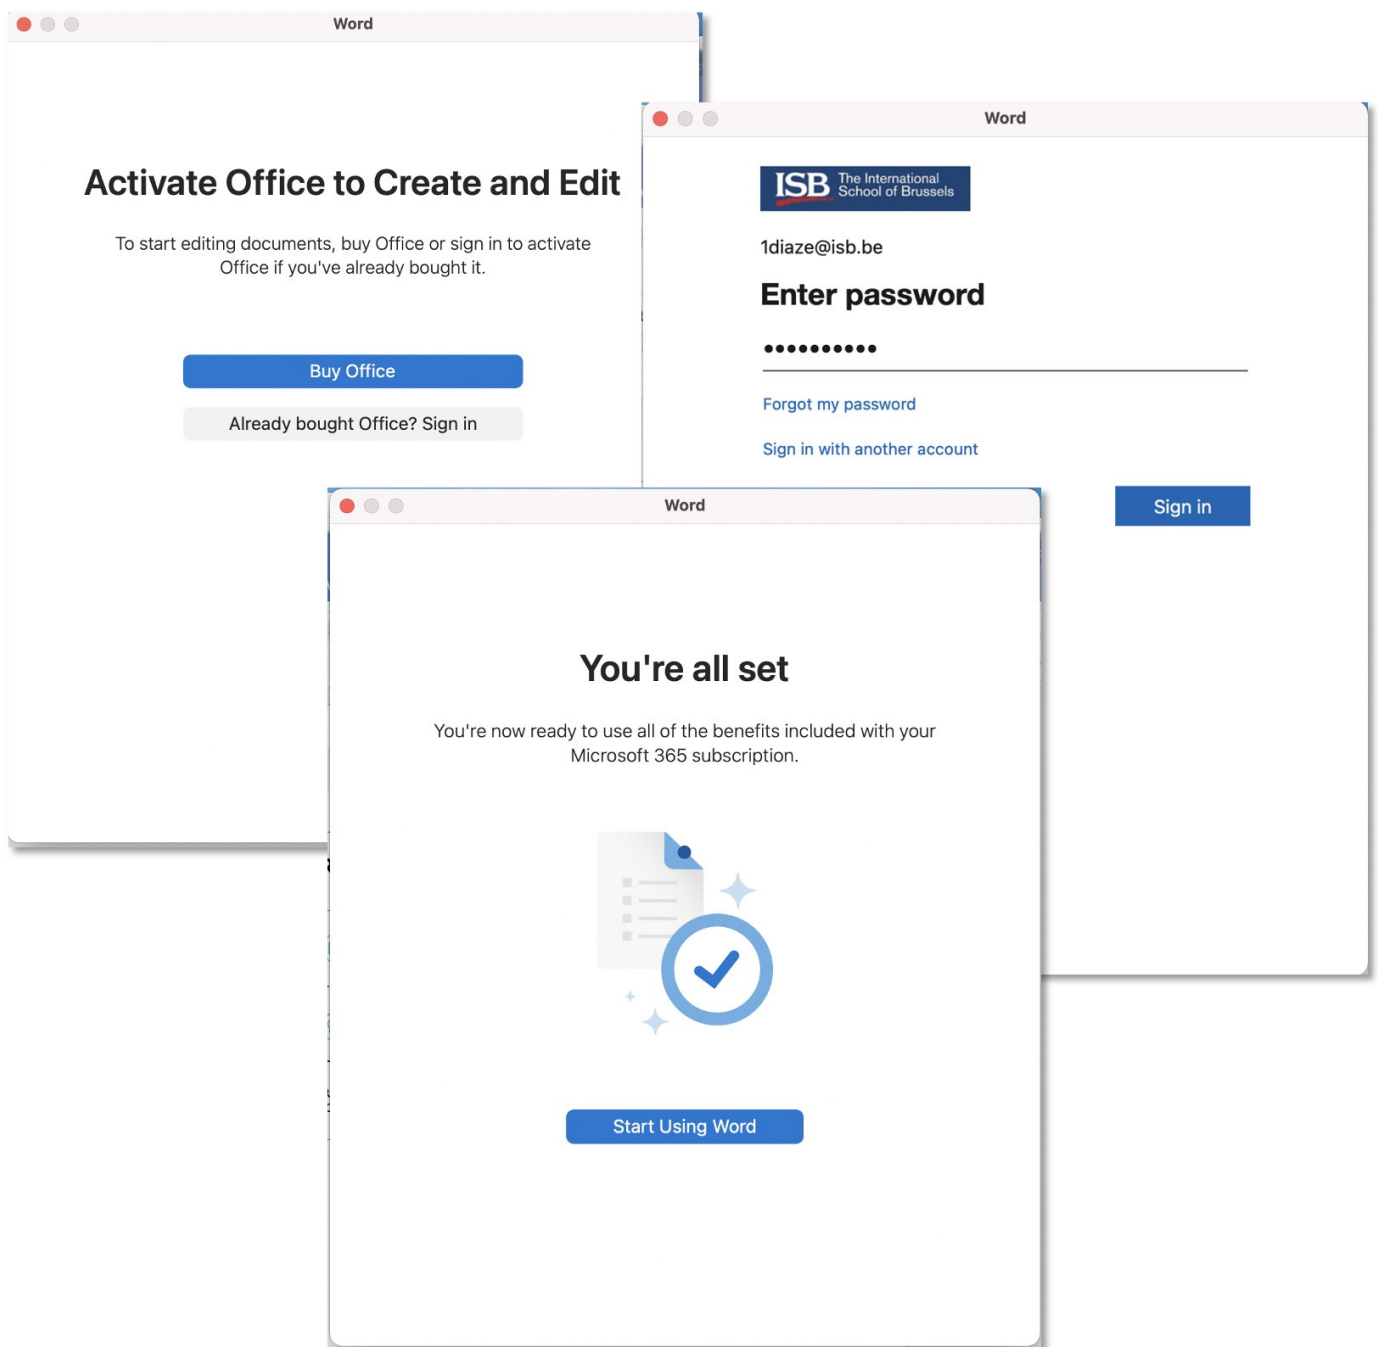 Word
Activate Office to Create and Edit
To start editing documents, buy Office or sign in to activate
Office if you've already bought it.
Buy Office
Already bought Office? Sign in
Word
ISB The International
School of Brussels
1diaze@isb.be
Enter password
Forgot my password
Sign in with another account
Sign in
Word
You're all set
You're now ready to use all of the benefits included with your
Microsoft 365 subscription.
Start Using Word